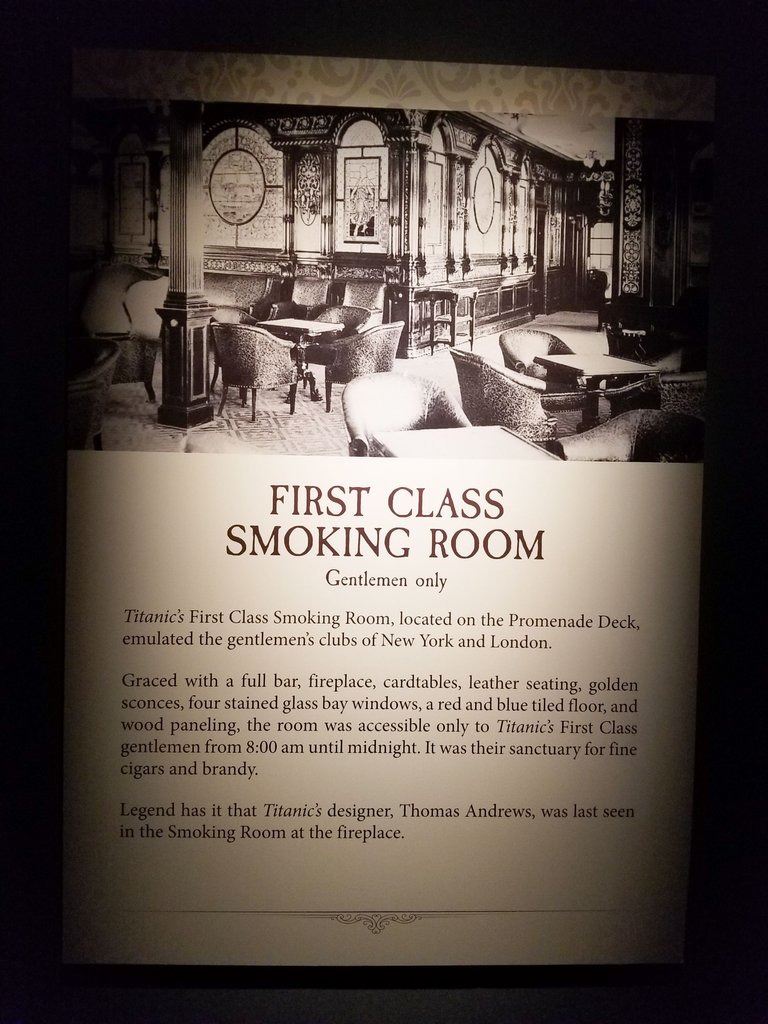 FIRST CLASS
SMOKING ROOM
Gentlemen only
Titanic's First Class Smoking Room, located on the Promenade Deck,
emulated the gentlemen's clubs of New York and London.
Graced with a full bar, fireplace, cardtables, leather seating, golden
sconces, four stained glass bay windows, a red and blue tiled floor, and
wood paneling, the room was accessible only to Titanic's First Class
gentlemen from 8:00 am until midnight. It was their sanctuary for fine
cigars and brandy.
Legend has it that Titanic's designer, Thomas Andrews, was last seen
in the Smoking Room at the fireplace.